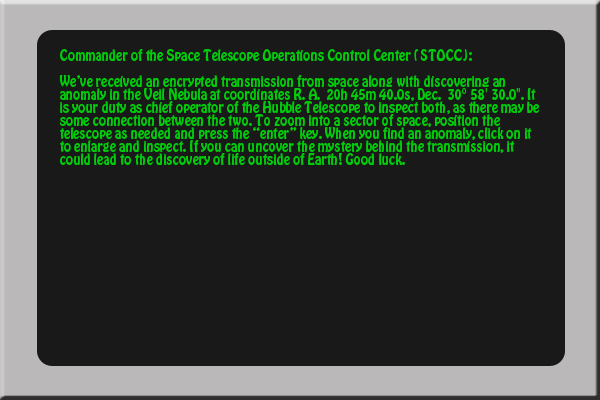 Commander of the Space Telescope Operations Control Center (STOCC):
We've received an encrypted transmission from space along with discovering an
anomaly in the Veil Nebula at coordinates R. A. 20h 45m 40.0s, Dec. 30° 58' 30.0". It
is your duty as chief operator of the Hubble Telescope to inspect both, as there may be
some connection between the two. To zoom into a sector of space, position the
telescope as needed and press the “enter” key. When you find an anomaly, click on it
to enlarge and inspect. If you can uncover the mystery behind the transmission, it
could lead to the discovery of life outside of Earth! Good luck.